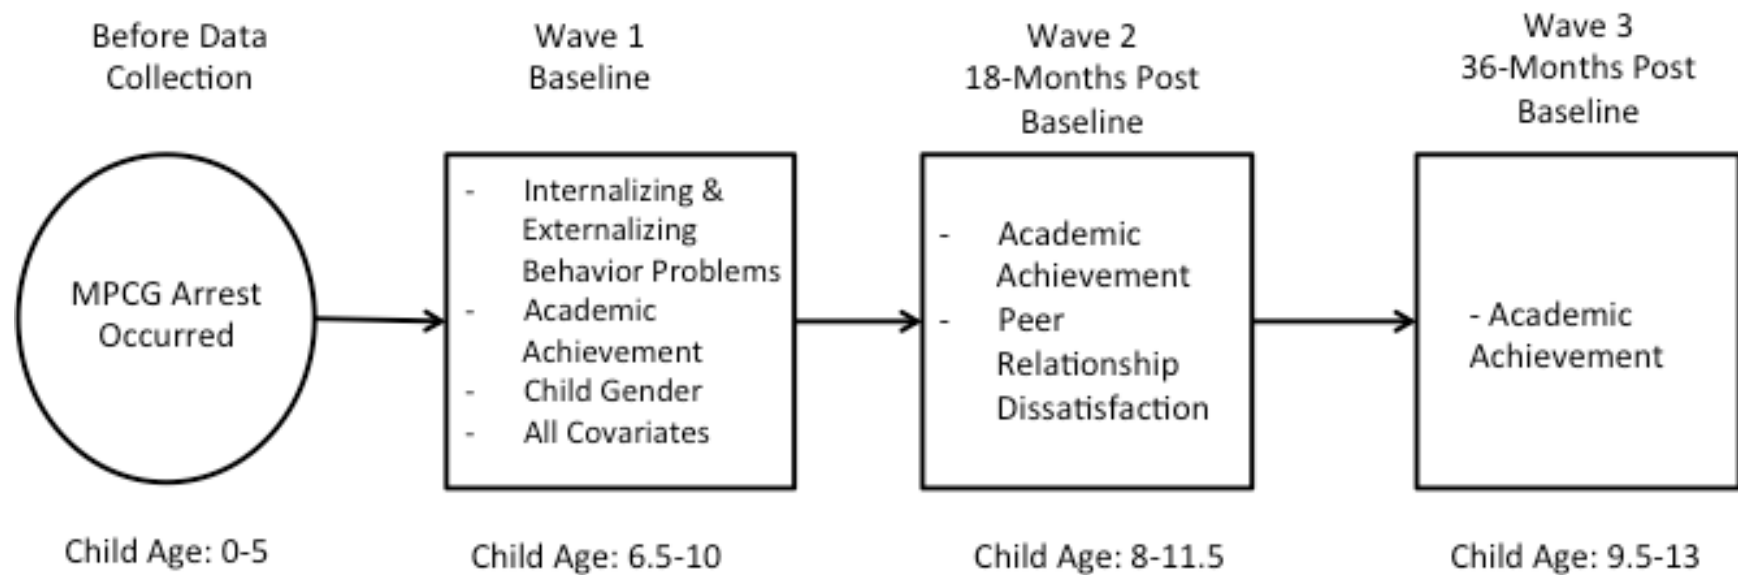 Before Data
Collection
Wave 1
Baseline
Wave 2
18-Months Post
Baseline
Wave 3
36-Months Post
Baseline
MPCG Arrest
Occurred
- Internalizing &
Externalizing
Behavior Problems
- Academic
Achievement
- Child Gender
- All Covariates
- Academic
Achievement
- Peer
Relationship
Dissatisfaction
- Academic
Achievement
Child Age: 0-5
Child Age: 6.5-10
Child Age: 8-11.5
Child Age: 9.5-13